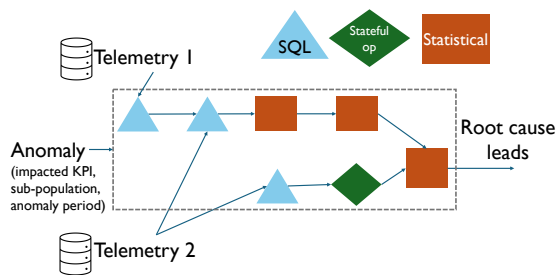 Telemetry 1
SQL
Stateful
op
Statistical
Anomaly
(impacted KPI,
sub-population,
anomaly period)
Root cause
leads
Telemetry 2